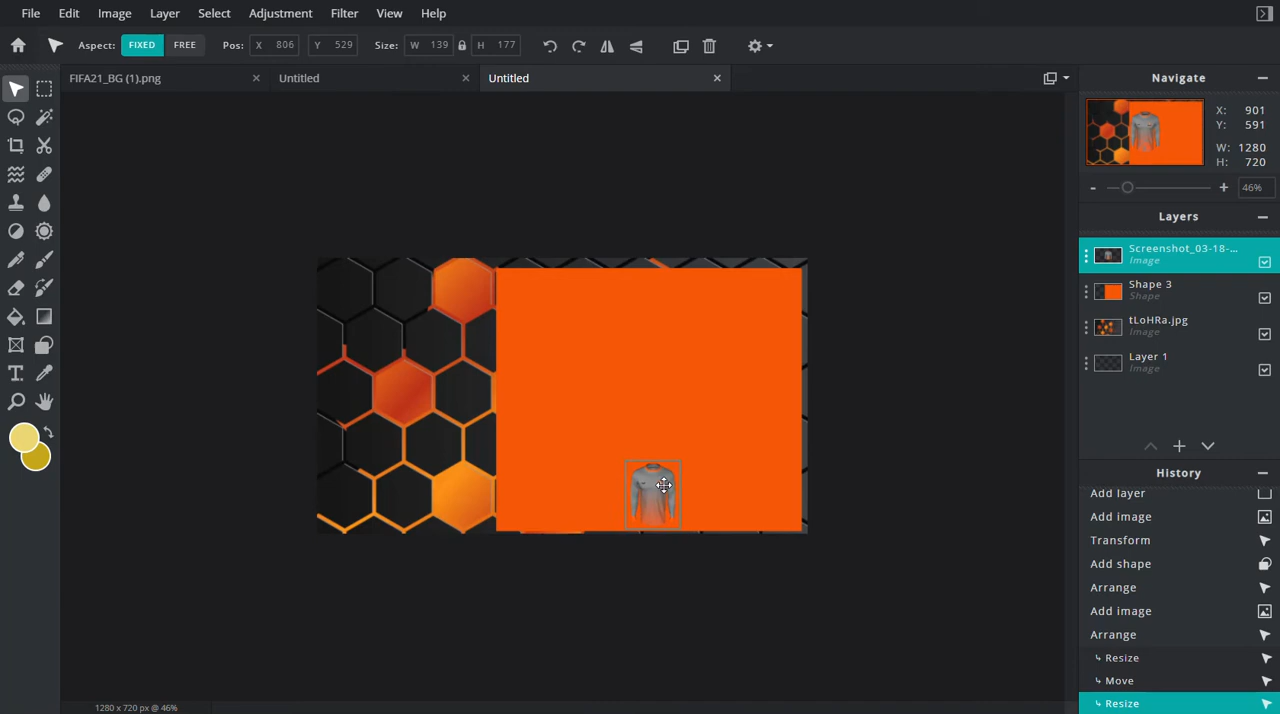 File Edit Image Layer Select Adjustment Filter View Help
Aspect: FIXED FREE Pos: X 806 Y 529 Size: W 139 H 177
FIFA21_BG (1).png Untitled Untitled
Navigate
X: 901
Y: 591
W: 1280
H: 720
- + 46%
Layers
Screenshot_03-18-...
Image
Shape 3
Shape
tLoHRa.jpg
Image
Layer 1
Image
T
History
Add layer
Add image
Transform
Add shape
Arrange
Add image
Arrange
Resize
Move
Resize
1280 x 720 px @ 46%